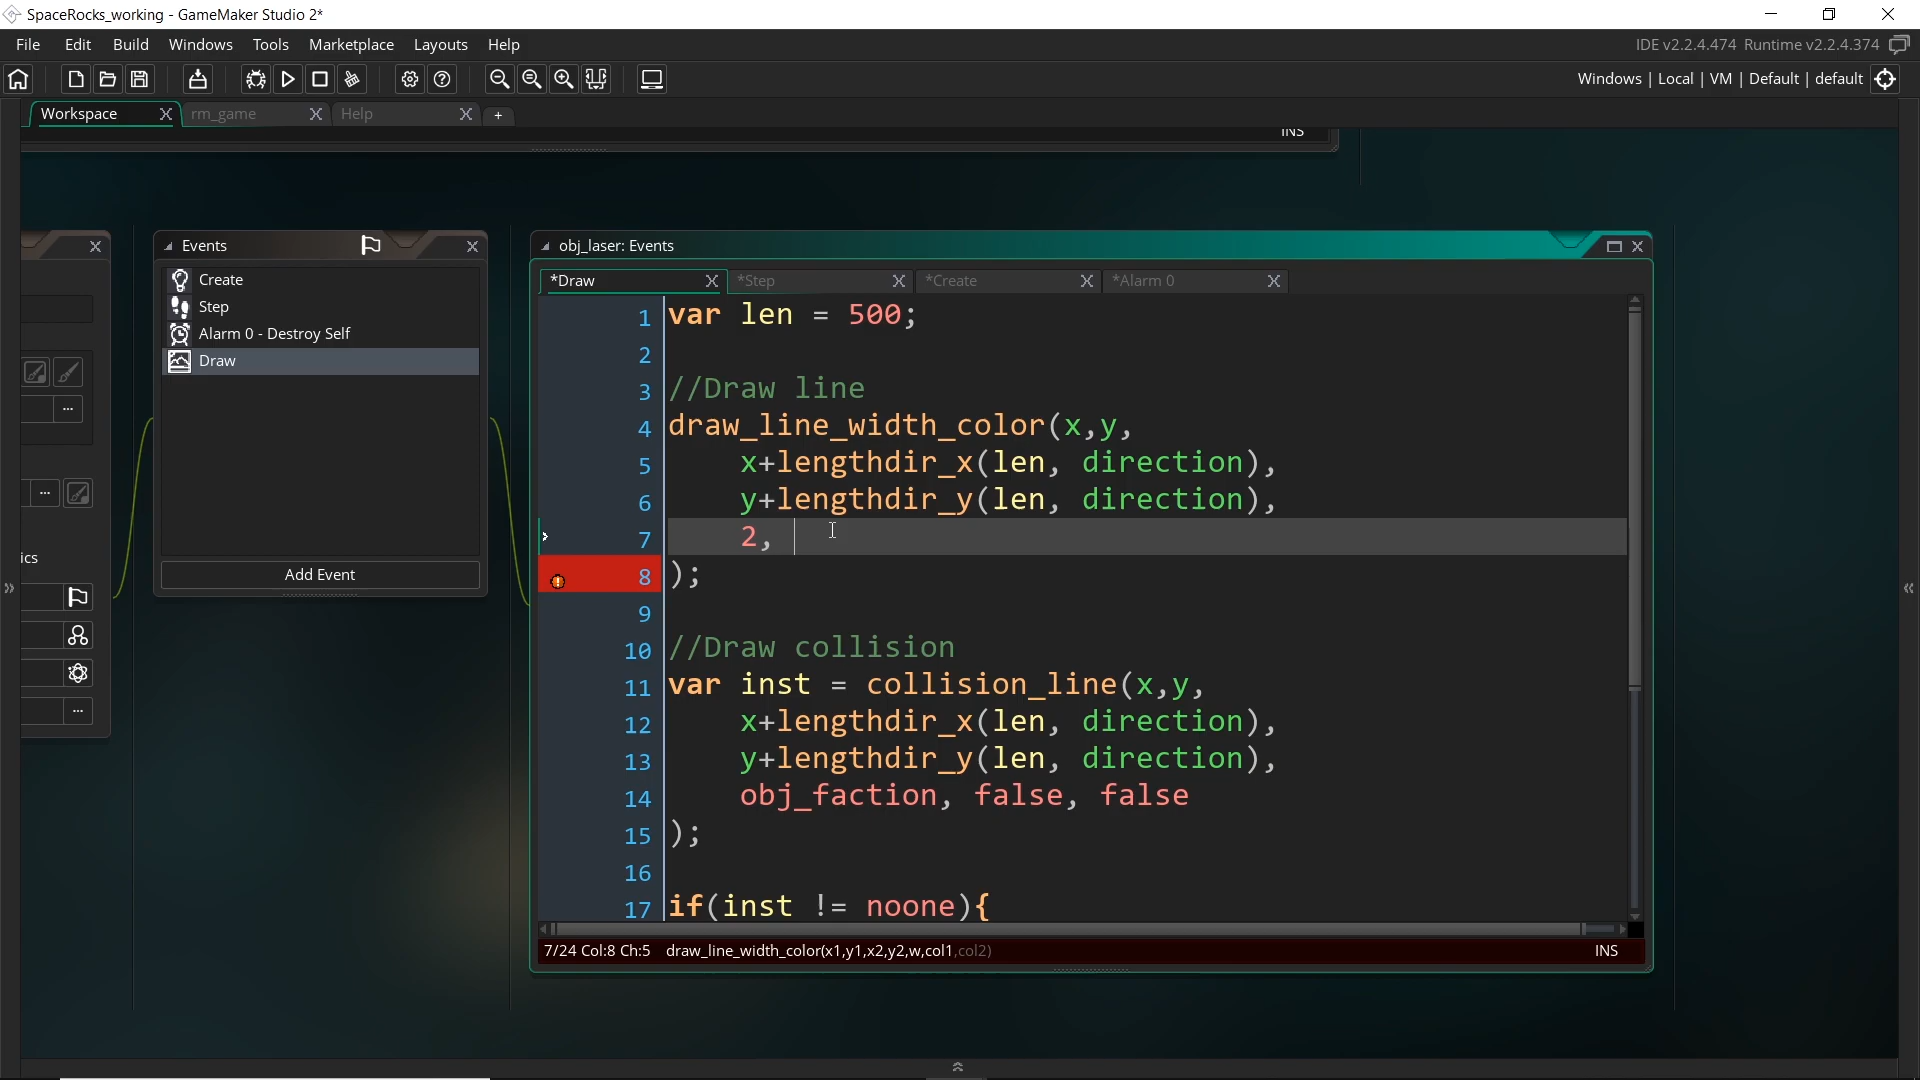 SpaceRocks_working - GameMaker Studio 2*
File Edit Build Windows Tools Marketplace Layouts Help
IDE v2.2.4.474 Runtime v2.2.4.374
Windows | Local | VM | Default | default
Workspace rm_game Help +
INS
Events
Create
Step
Alarm 0 - Destroy Self
Draw
Add Event
ics
obj_laser: Events
*Draw *Step *Create *Alarm 0
1 var len = 500;
2
3 //Draw line
4 draw_line_width_color(x,y,
5 x+lengthdir_x(len, direction),
6 y+lengthdir_y(len, direction),
7 2,
8 );
9
10 //Draw collision
11 var inst = collision_line(x,y,
12 x+lengthdir_x(len, direction),
13 y+lengthdir_y(len, direction),
14 obj_faction, false, false
15 );
16
17 if(inst != noone){
7/24 Col:8 Ch:5 draw_line_width_color(x1,y1,x2,y2,w,col1,col2) INS